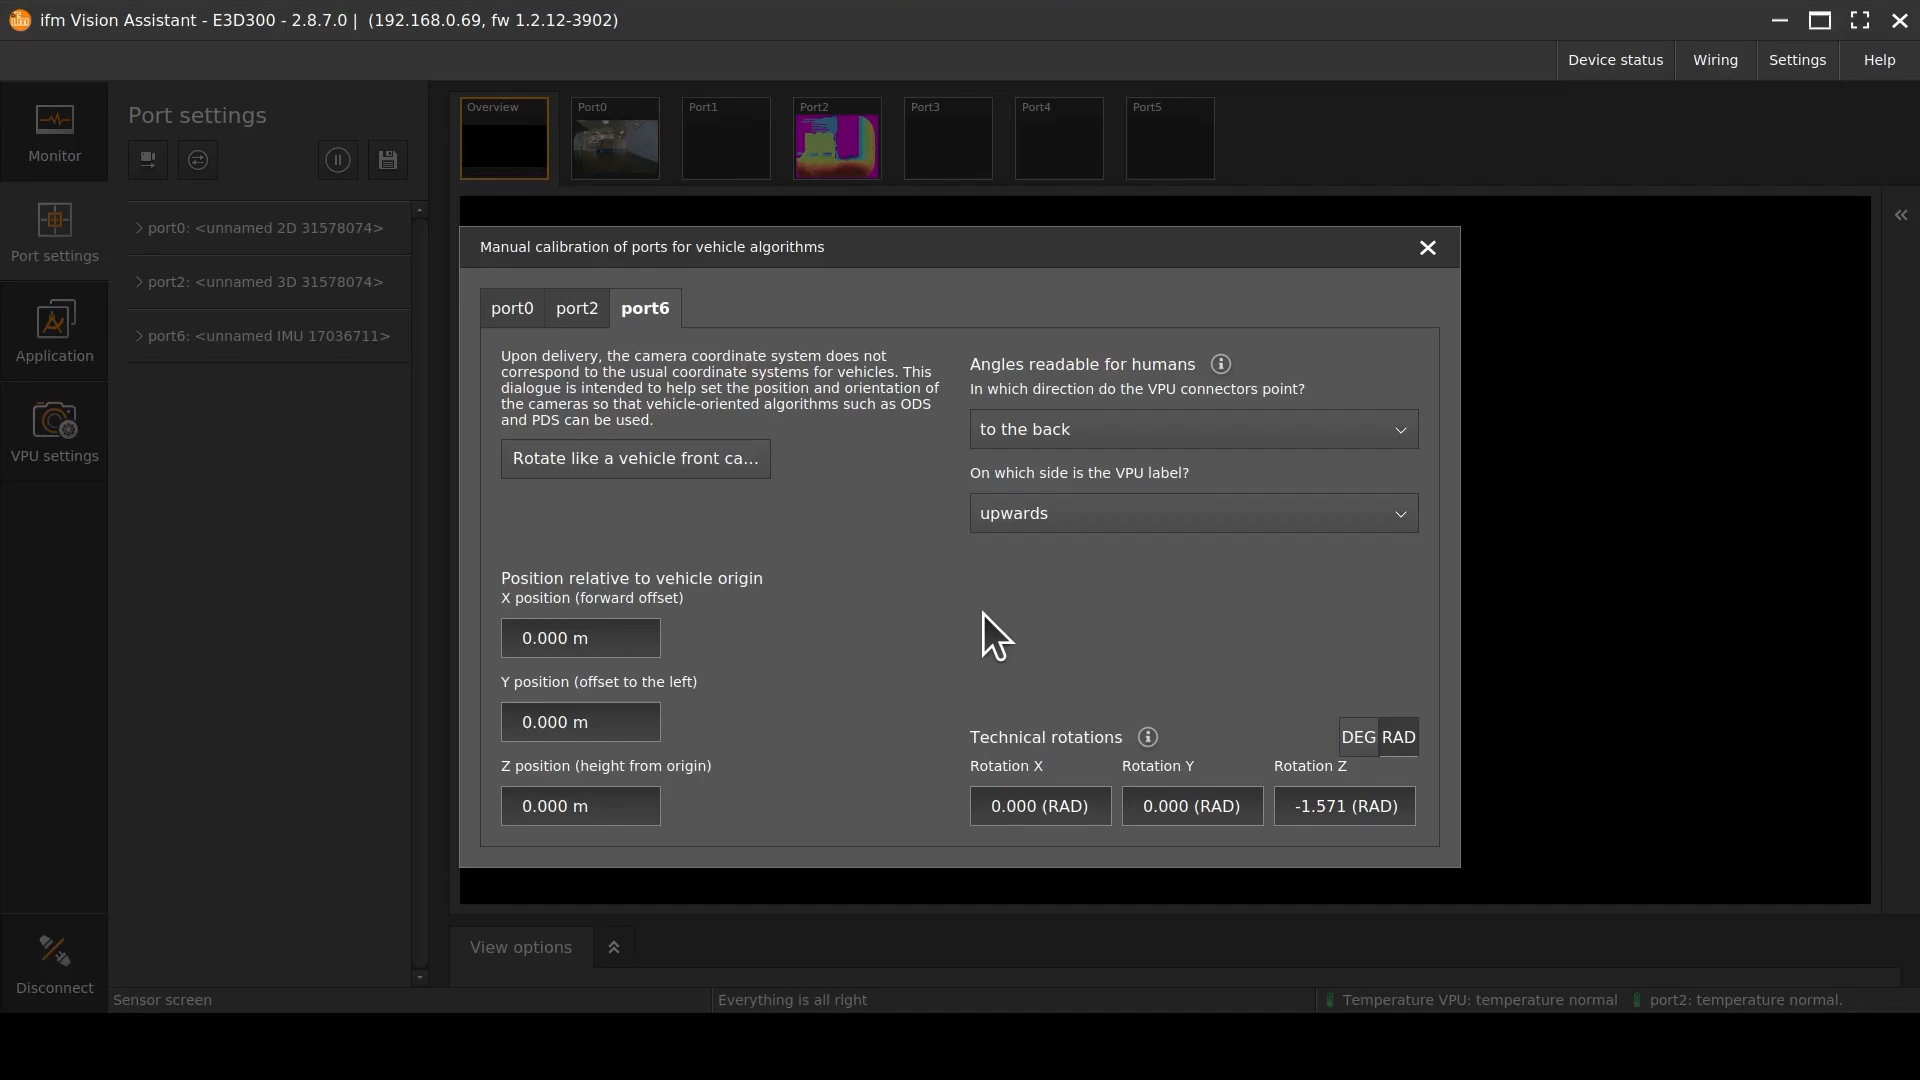 ifm Vision Assistant - E3D300 - 2.8.7.0 | (192.168.0.69, fw 1.2.12-3902)
Device status
Wiring
Settings
Help
Monitor
Port settings
Application
VPU settings
Disconnect
Port settings
port0: <unnamed 2D 31578074>
port2: <unnamed 3D 31578074>
port6: <unnamed IMU 17036711>
Overview
Port0
Port1
Port2
Port3
Port4
Port5
Manual calibration of ports for vehicle algorithms
port0
port2
port6
Upon delivery, the camera coordinate system does not
correspond to the usual coordinate systems for vehicles. This
dialogue is intended to help set the position and orientation of
the cameras so that vehicle-oriented algorithms such as ODS
and PDS can be used.
Rotate like a vehicle front ca...
Position relative to vehicle origin
X position (forward offset)
0.000 m
Y position (offset to the left)
0.000 m
Z position (height from origin)
0.000 m
Angles readable for humans
In which direction do the VPU connectors point?
to the back
On which side is the VPU label?
upwards
Technical rotations
DEG RAD
Rotation X Rotation Y Rotation Z
0.000 (RAD) 0.000 (RAD) -1.571 (RAD)
View options
Sensor screen
Everything is all right
Temperature VPU: temperature normal
port2: temperature normal.